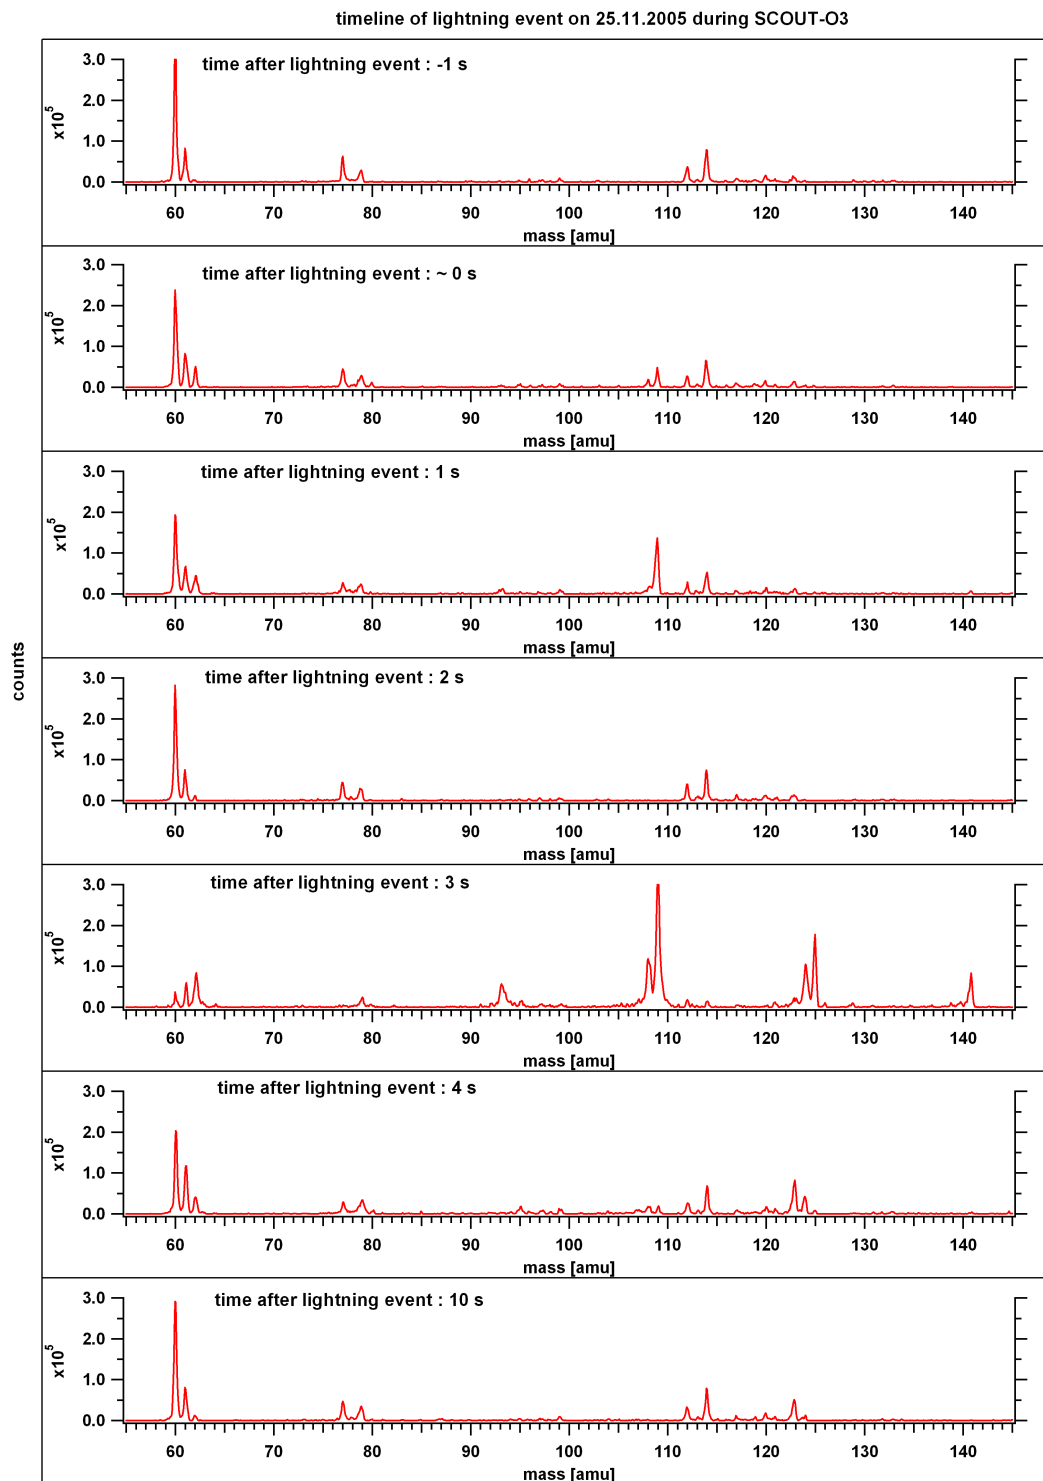 timeline of lightning event on 25.11.2005 during SCOUT-O3
counts
time after lightning event : -1 s
x10^5
3.0
2.0
1.0
0.0
60 70 80 90 100 110 120 130 140
mass [amu]
time after lightning event : ~ 0 s
x10^5
3.0
2.0
1.0
0.0
60 70 80 90 100 110 120 130 140
mass [amu]
time after lightning event : 1 s
x10^5
3.0
2.0
1.0
0.0
60 70 80 90 100 110 120 130 140
mass [amu]
time after lightning event : 2 s
x10^5
3.0
2.0
1.0
0.0
60 70 80 90 100 110 120 130 140
mass [amu]
time after lightning event : 3 s
x10^5
3.0
2.0
1.0
0.0
60 70 80 90 100 110 120 130 140
mass [amu]
time after lightning event : 4 s
x10^5
3.0
2.0
1.0
0.0
60 70 80 90 100 110 120 130 140
mass [amu]
time after lightning event : 10 s
x10^5
3.0
2.0
1.0
0.0
60 70 80 90 100 110 120 130 140
mass [amu]